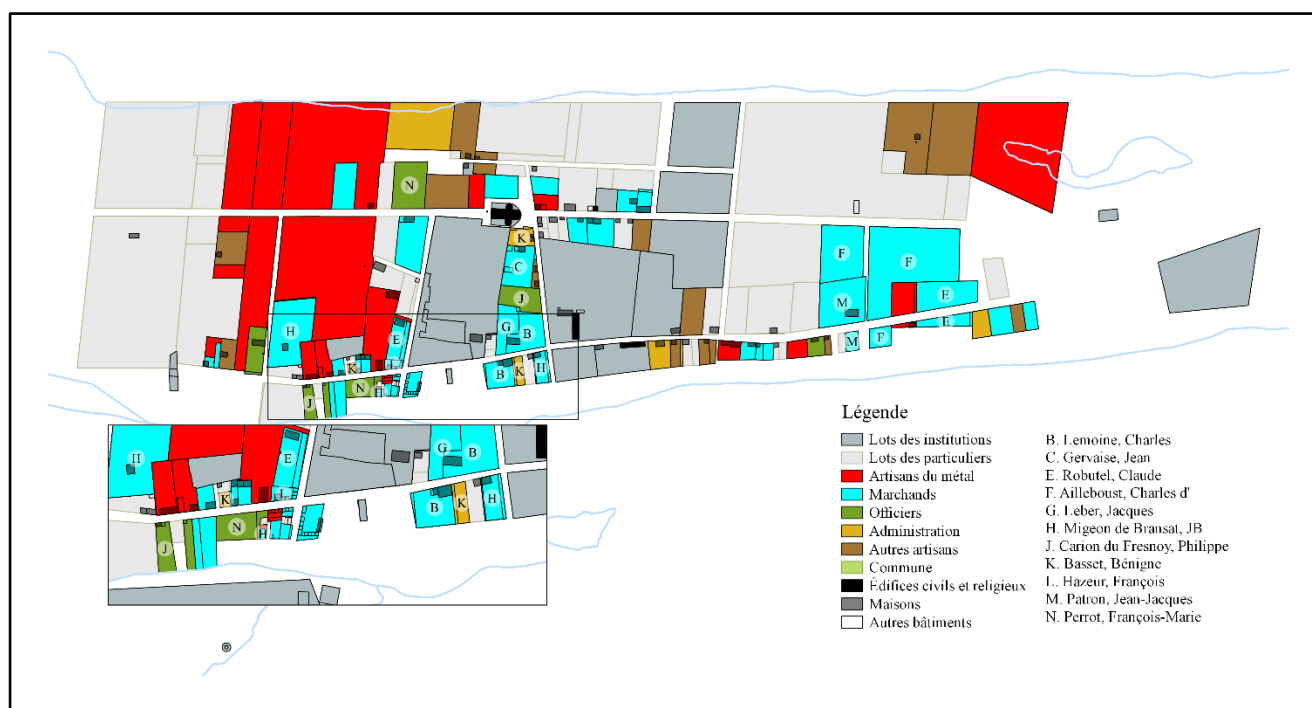 N
K
C
J
G
B
H
E
L
K
N
J
B
K
H
H
F
F
M
E
E
M
F
H
E
G
B
L
K
N
H
J
B
K
H
Légende
Lots des institutions
Lots des particuliers
Artisans du métal
Marchands
Officiers
Administration
Autres artisans
Commune
Édifices civils et religieux
Maisons
Autres bâtiments
B. Lemoine, Charles
C. Gervaise, Jean
E. Robutel, Claude
F. Ailleboust, Charles d'
G. Leber, Jacques
H. Migeon de Bransat, JB
J. Carion du Fresnoy, Philippe
K. Basset, Bénigne
L. Hazeur, François
M. Patron, Jean-Jacques
N. Perrot, François-Marie